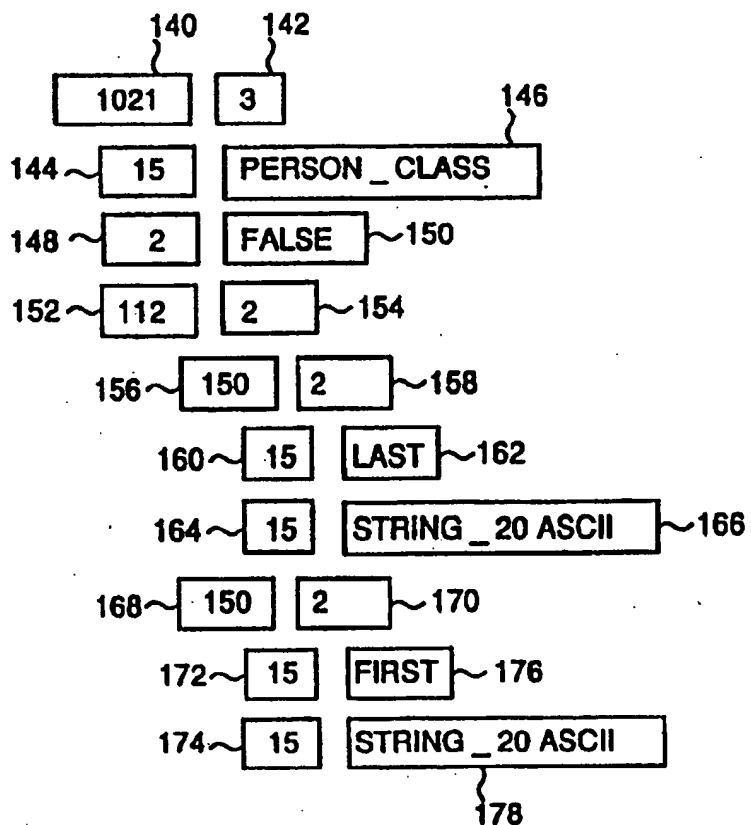 140 142
1021 3
146
144 15 PERSON_CLASS
148 2 FALSE 150
152 112 2 154
156 150 2 158
160 15 LAST 162
164 15 STRING_20 ASCII 166
168 150 2 170
172 15 FIRST 176
174 15 STRING_20 ASCII
178